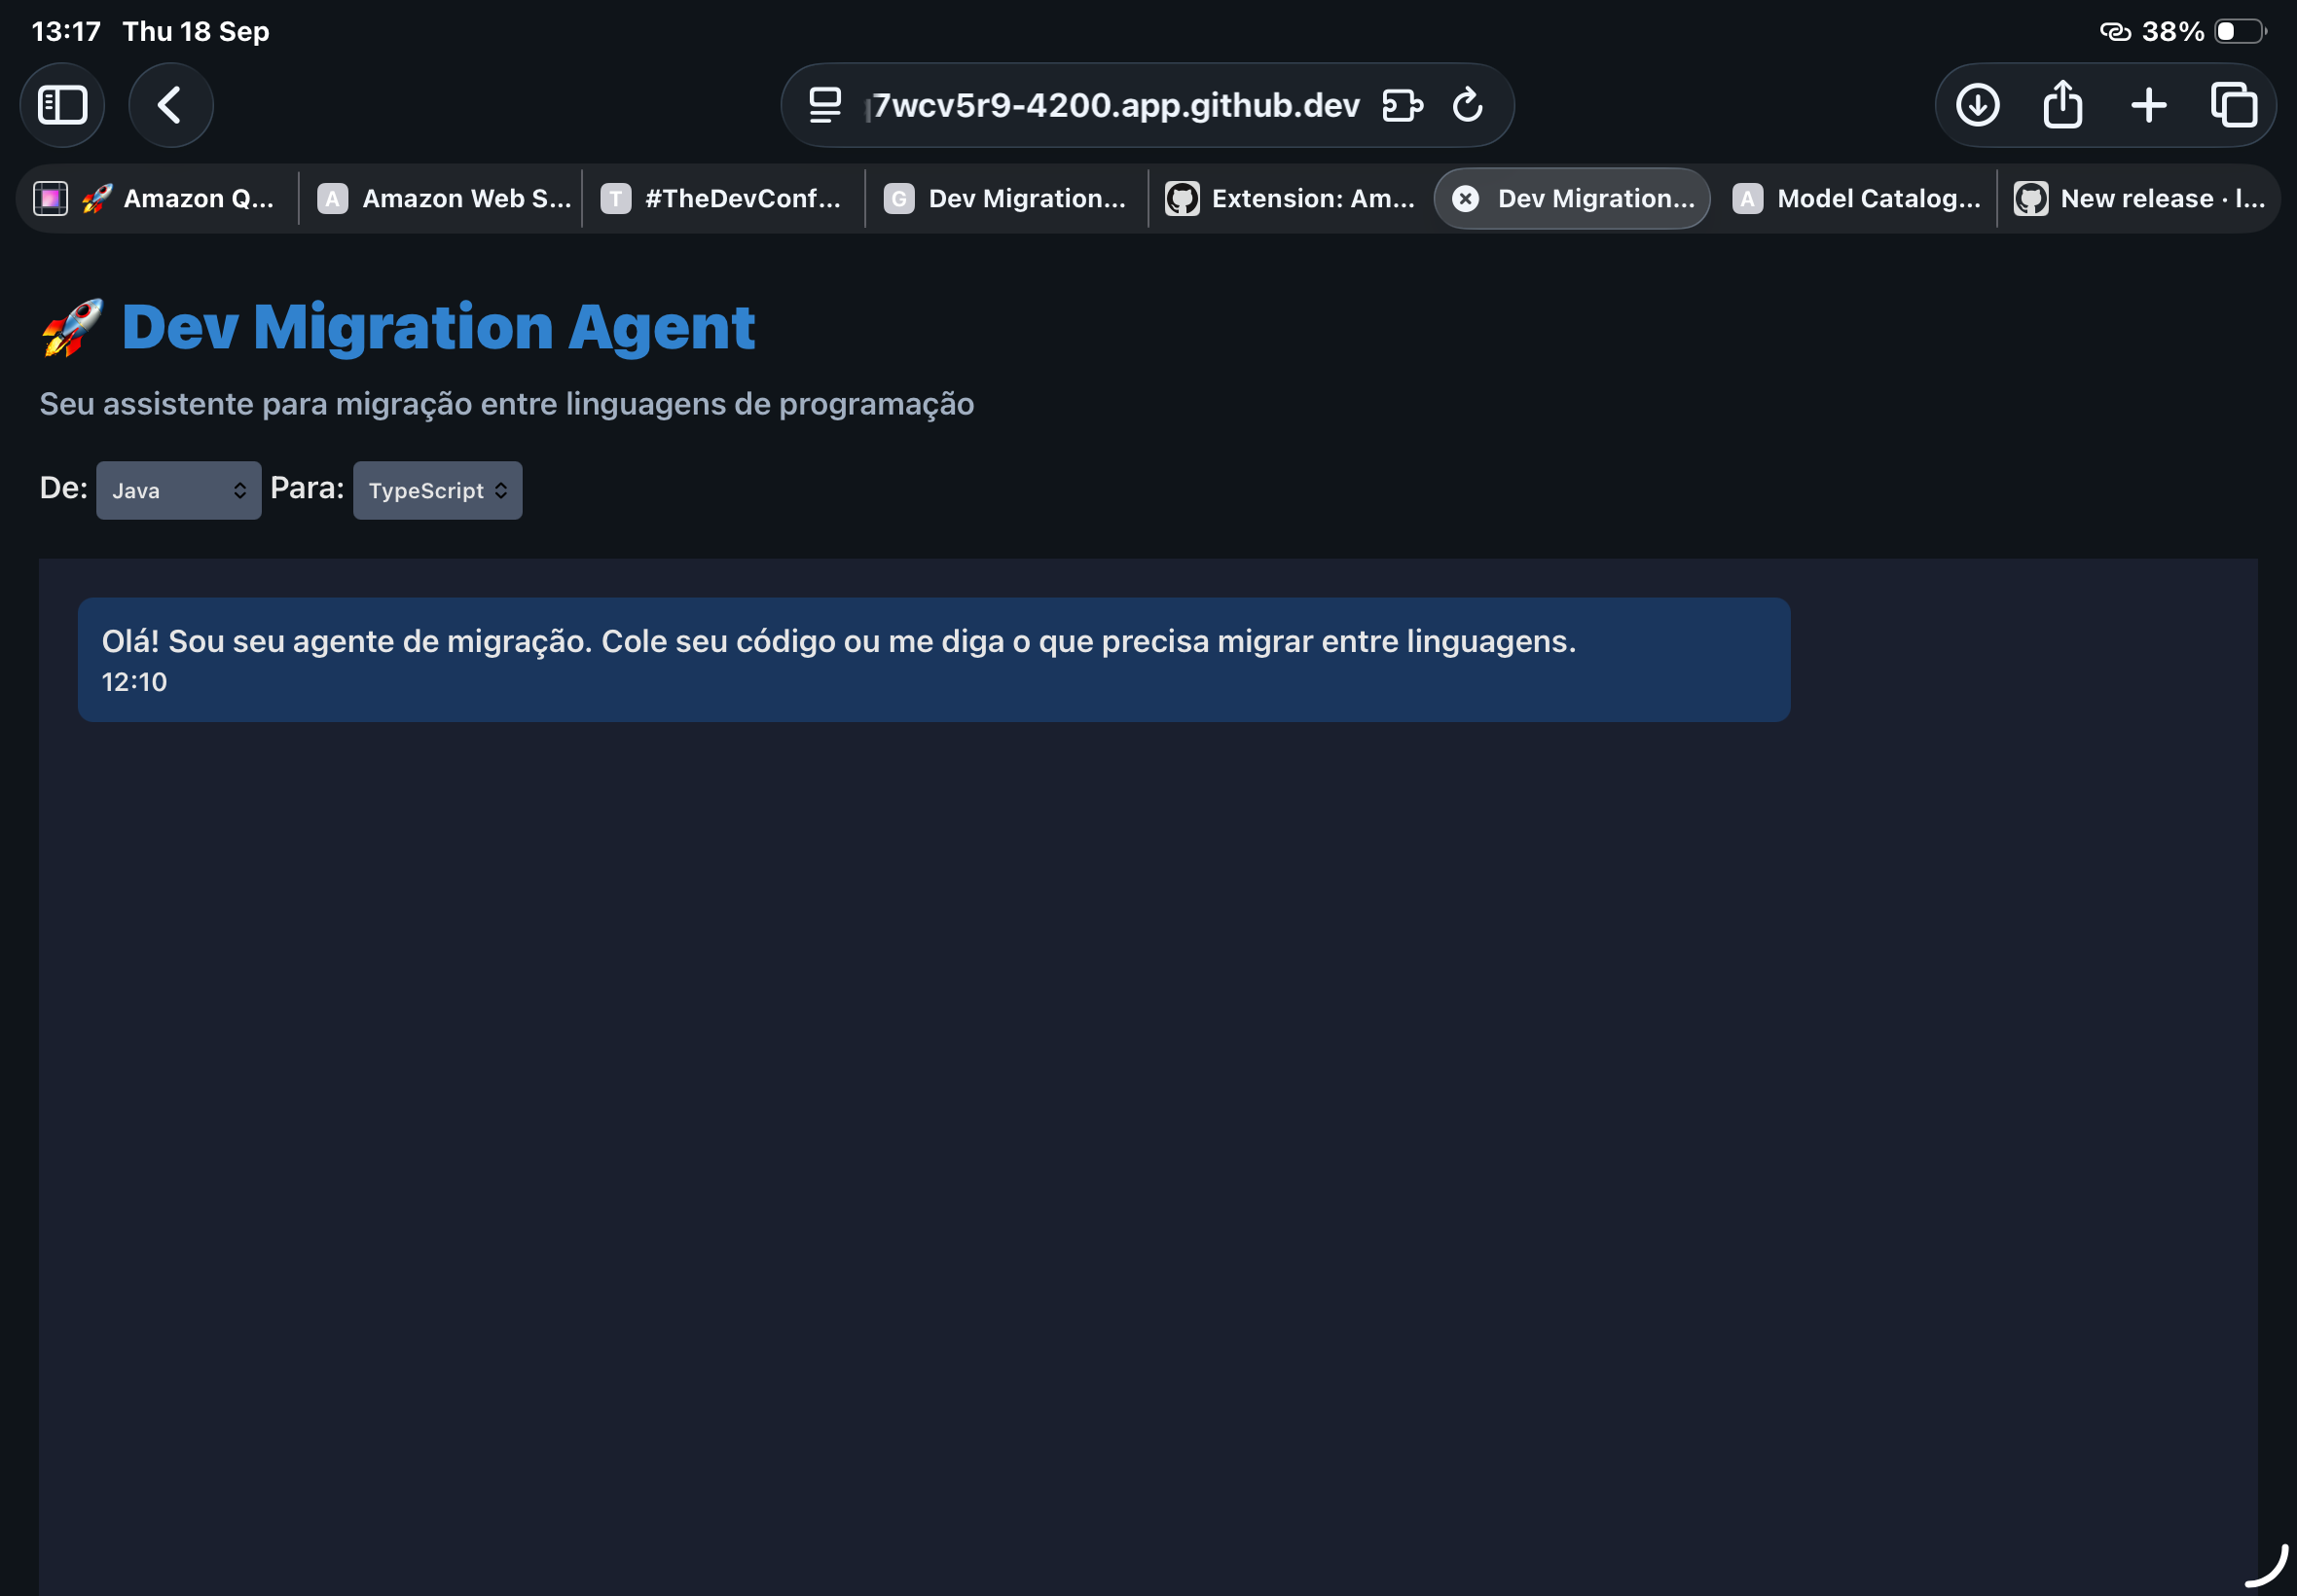 13:17 Thu 18 Sep
38%
7wcv5r9-4200.app.github.dev
🚀 Amazon Q...
A Amazon Web S...
T #TheDevConf...
G Dev Migration...
Extension: Am...
Dev Migration...
A Model Catalog...
New release · l...
🚀 Dev Migration Agent
Seu assistente para migração entre linguagens de programação
De: Java Para: TypeScript
Olá! Sou seu agente de migração. Cole seu código ou me diga o que precisa migrar entre linguagens.
12:10